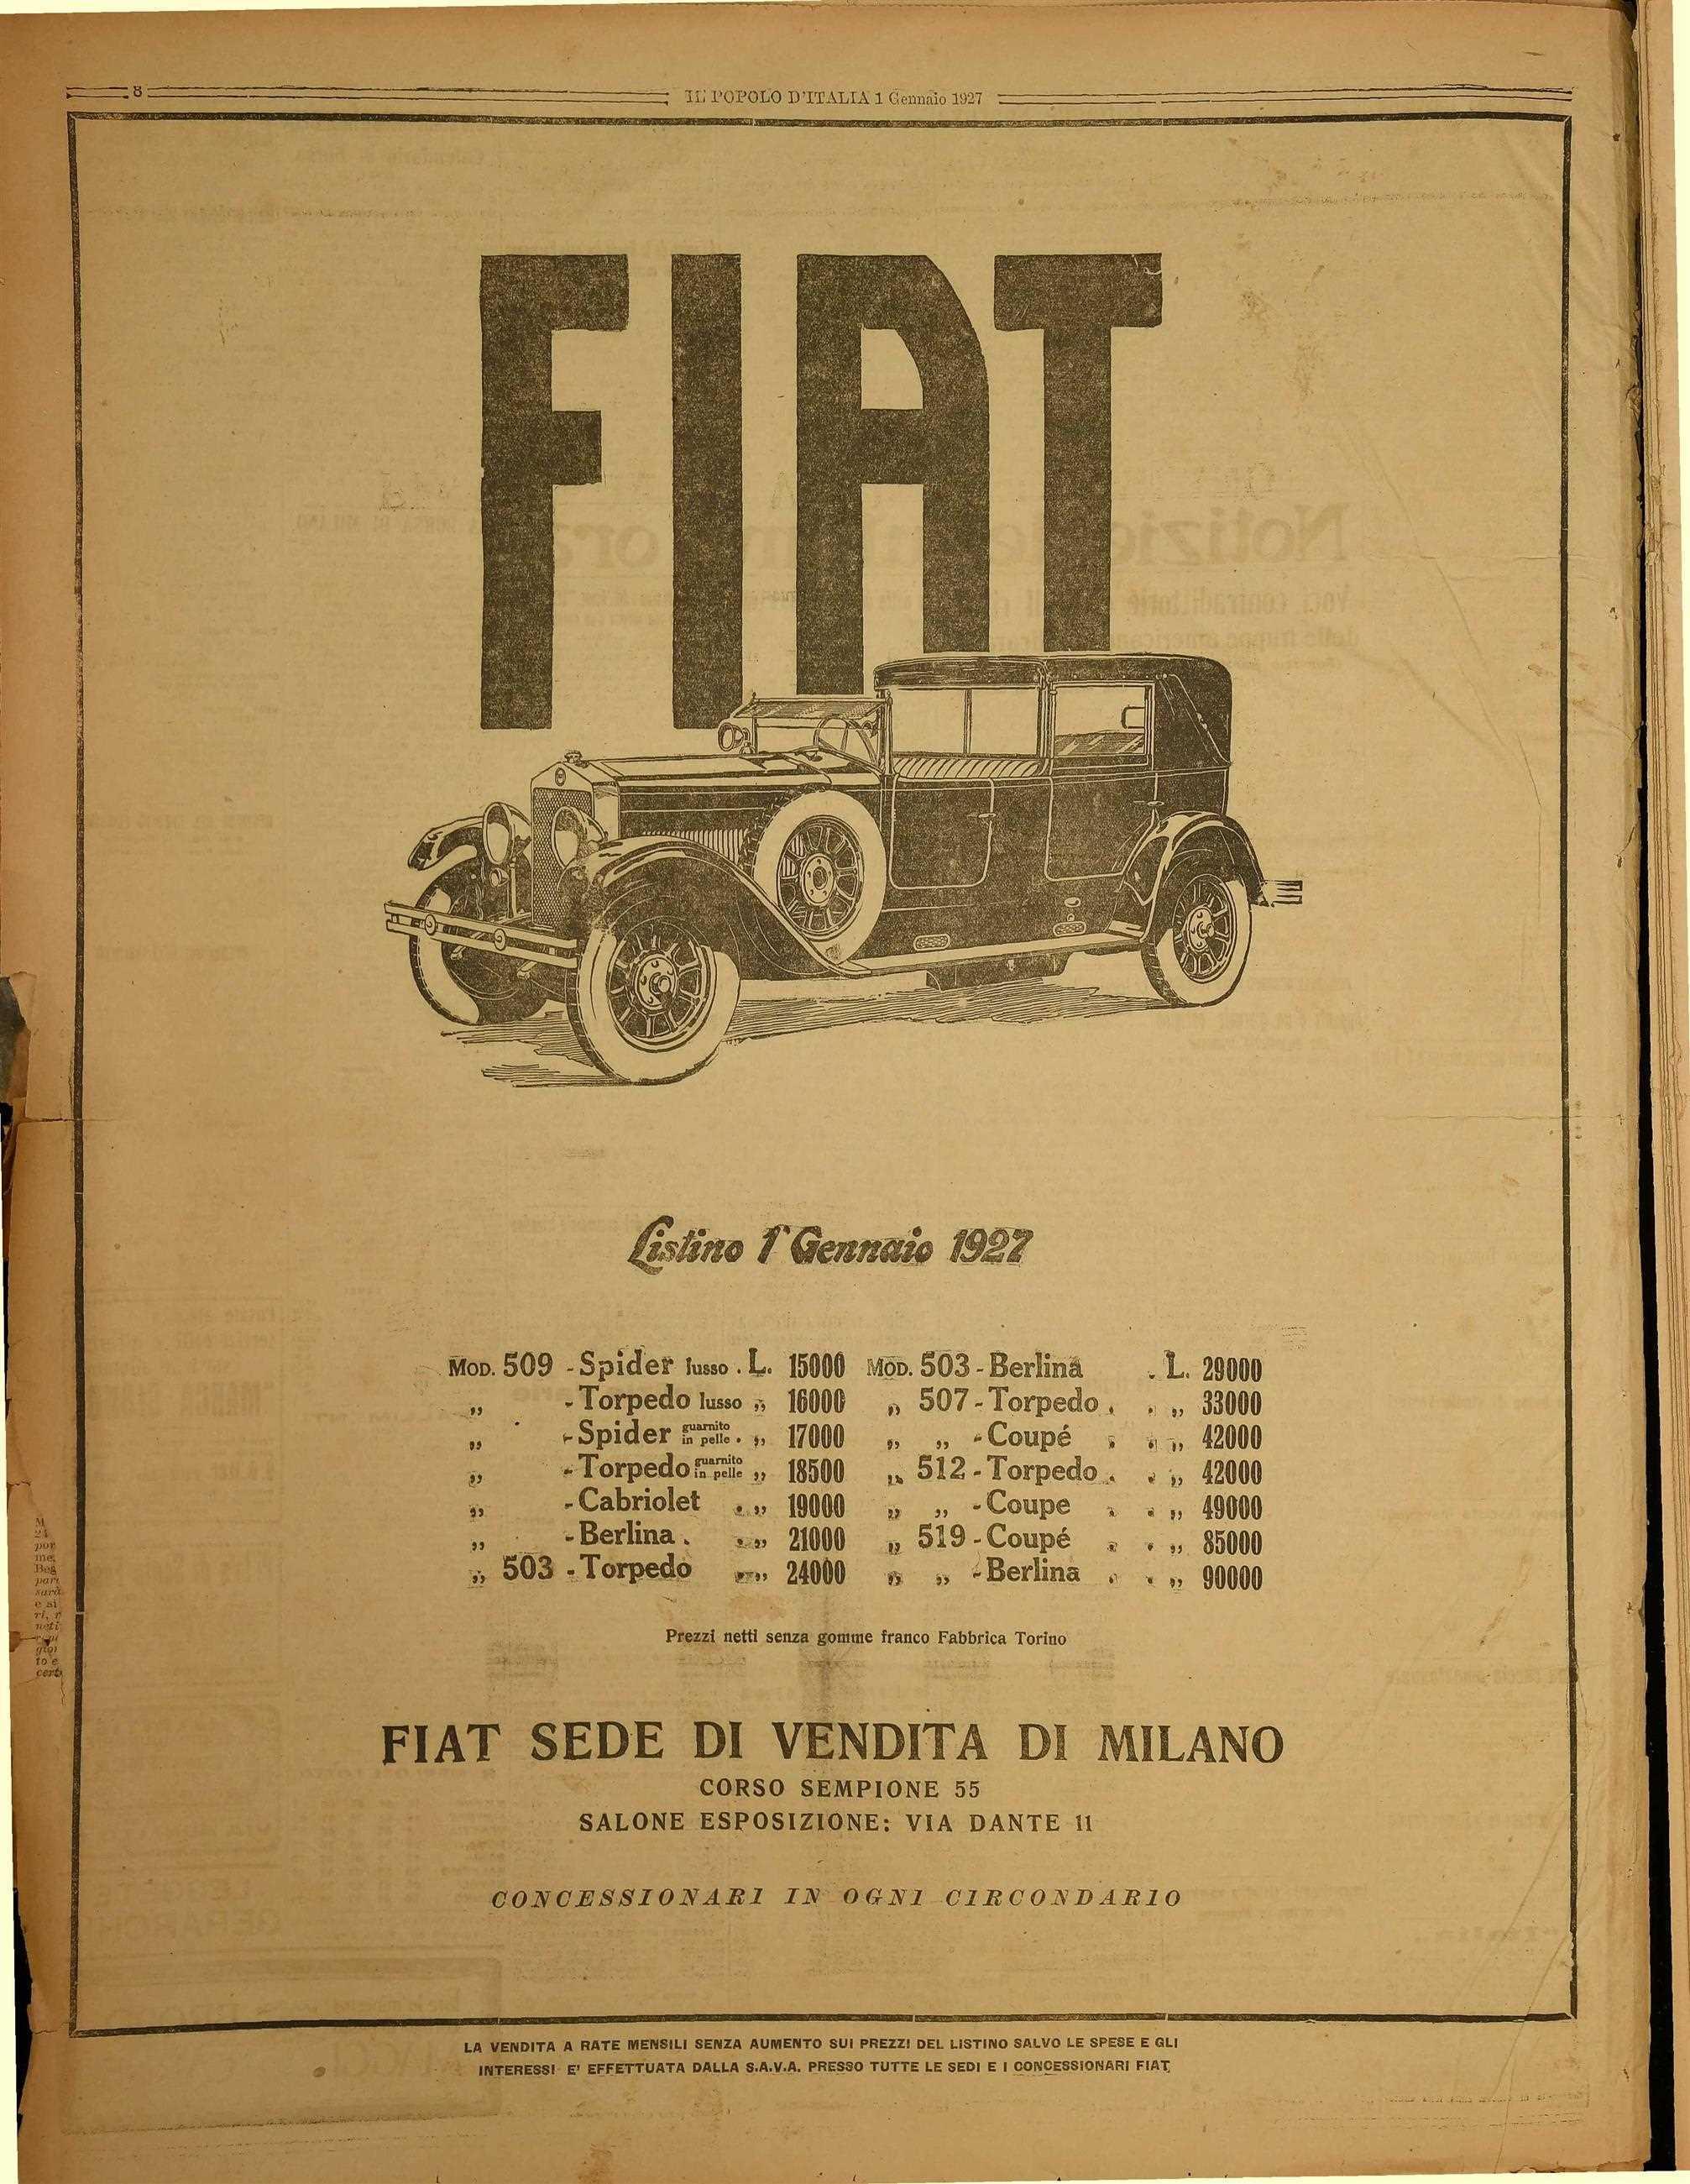 8
IL POPOLO D'ITALIA 1 Gennaio 1927
FIAT
Listino 1° Gennaio 1927
MOD. 509 - Spider lusso . L. 15000
„ - Torpedo lusso „ 16000
„ - Spider guarnito in pelle . „ 17000
„ - Torpedo guarnito in pelle „ 18500
„ - Cabriolet . „ 19000
„ - Berlina . . „ 21000
„ 503 - Torpedo „ 24000
MOD. 503 - Berlina . L. 29000
„ 507 - Torpedo . . „ 33000
„ „ - Coupé . . „ 42000
„ 512 - Torpedo . . „ 42000
„ „ - Coupe . . „ 49000
„ 519 - Coupé . . „ 85000
„ „ - Berlina . . „ 90000
Prezzi netti senza gomme franco Fabbrica Torino
FIAT SEDE DI VENDITA DI MILANO
CORSO SEMPIONE 55
SALONE ESPOSIZIONE: VIA DANTE 11
CONCESSIONARI IN OGNI CIRCONDARIO
LA VENDITA A RATE MENSILI SENZA AUMENTO SUI PREZZI DEL LISTINO SALVO LE SPESE E GLI
INTERESSI E' EFFETTUATA DALLA S.A.V.A. PRESSO TUTTE LE SEDI E I CONCESSIONARI FIAT